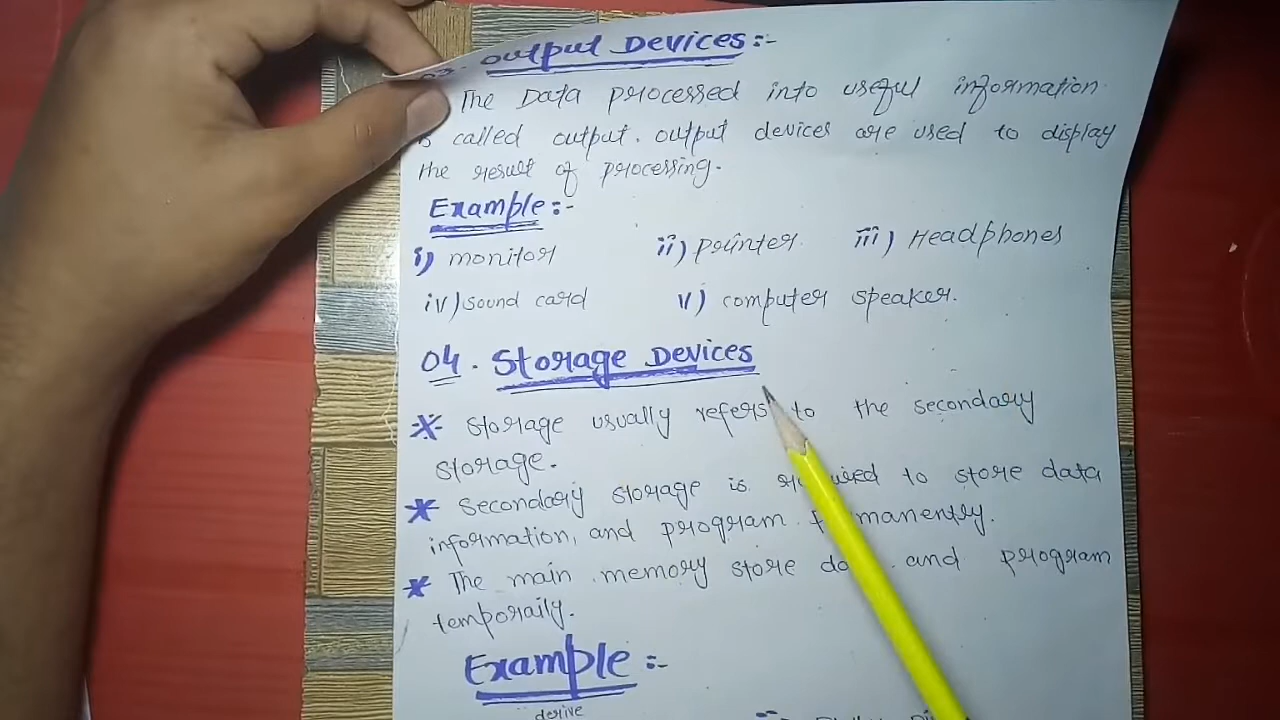 Output Devices:-
The Data processed into useful information
is called output. output devices are used to display
the result of processing.
Example:-
i) monitor ii) printer. iii) Headphones
iv) sound card v) computer speaker.
04. Storage Devices
* Storage usually refers to the secondary
storage.
* Secondary storage is required to store data
information, and program permanently.
* The main memory store data and program
temporaily.
Example:-